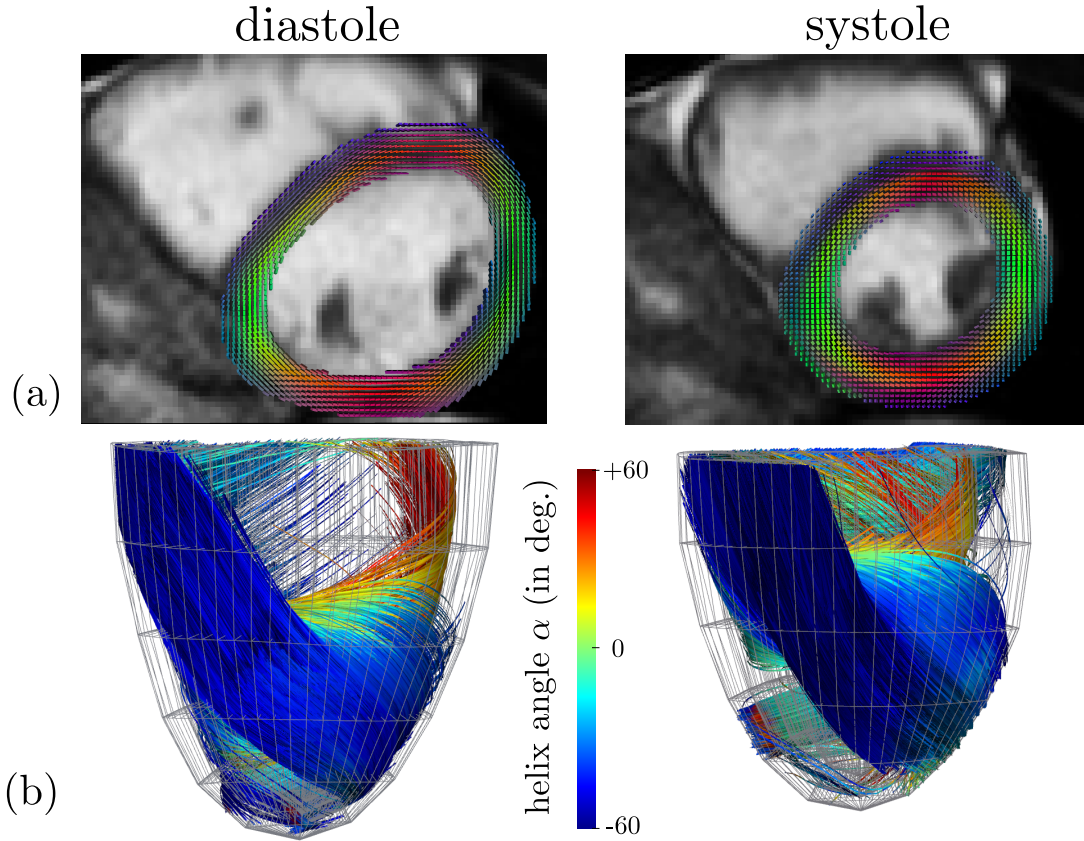 diastole
systole
(a)
+60
helix angle α (in deg.)
0
-60
(b)